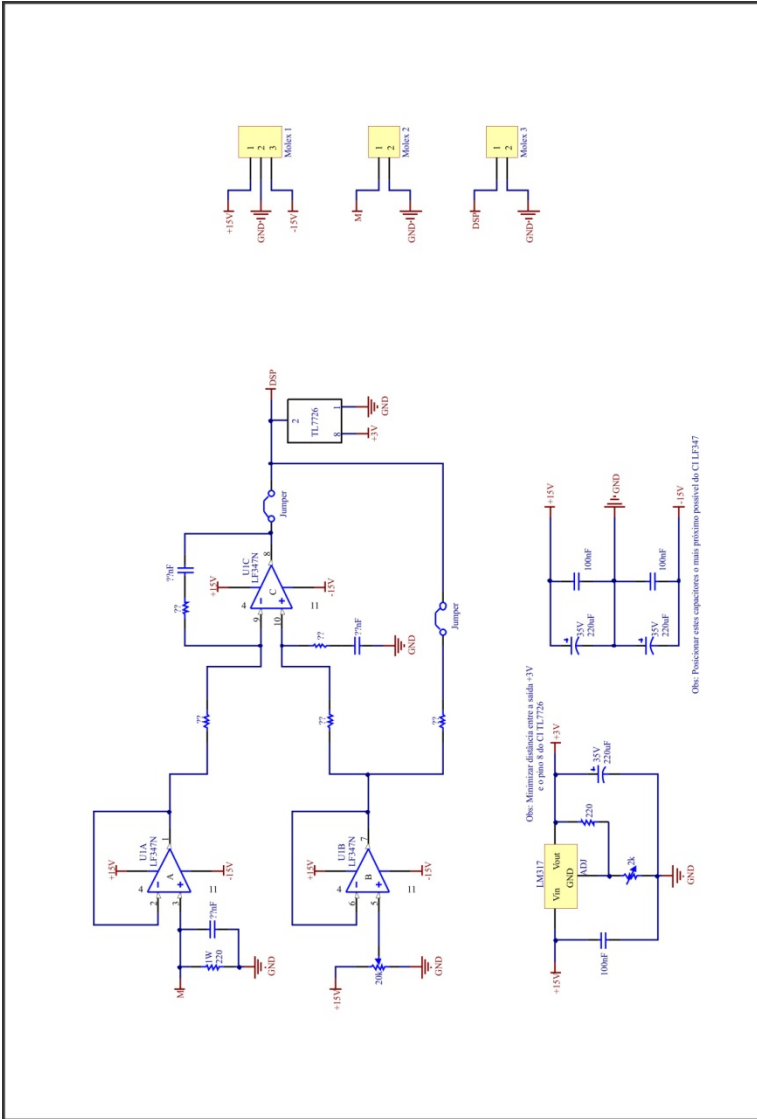 +15V
GND
-15V
1
2
3
Molex 1
M
GND
1
2
Molex 2
DSP
GND
1
2
Molex 3
M
1W
220
??nF
GND
2
3
4
11
+15V
-15V
A
U1A
LF347N
1
??
+15V
20k
GND
6
5
4
11
+15V
-15V
B
U1B
LF347N
7
??
??
??
??nF
9
10
4
11
+15V
-15V
C
U1C
LF347N
8
??
??nF
GND
Jumper
Jumper
DSP
2
TL7726
8
1
+3V
GND
+15V
100nF
LM317
Vin
Vout
GND
ADJ
220
2k
GND
+3V
35V
220uF
Obs: Minimizar distância entre a saída +3V
e o pino 8 do CI TL7726
35V
220uF
35V
220uF
100nF
100nF
+15V
GND
-15V
Obs: Posicionar estes capacitores o mais próximo possível do CI LF347